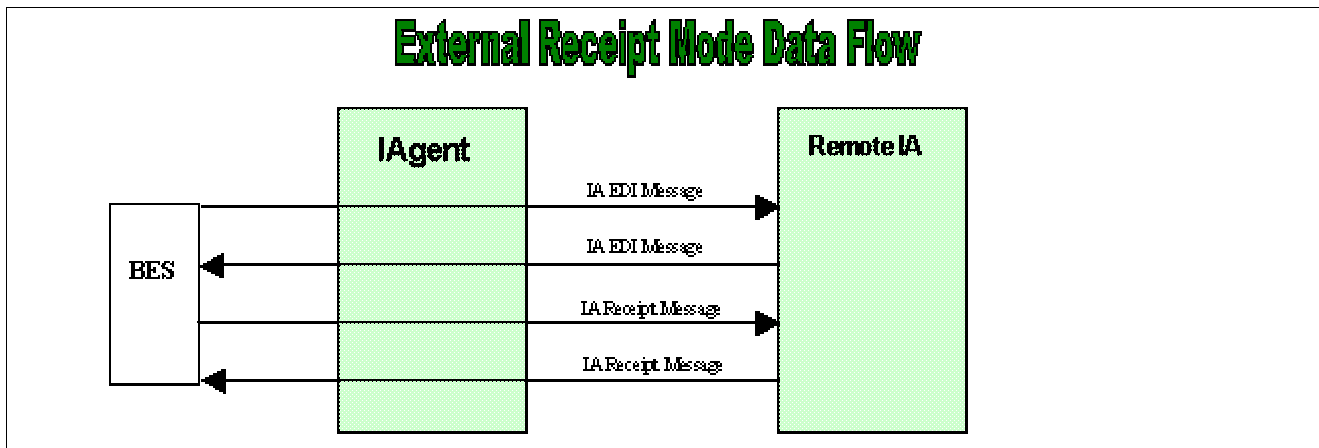 External Receipt Mode Data Flow
IAgent
Remote IA
IA EDI Message
IA EDI Message
BES
IA Receipt Message
IA Receipt Message